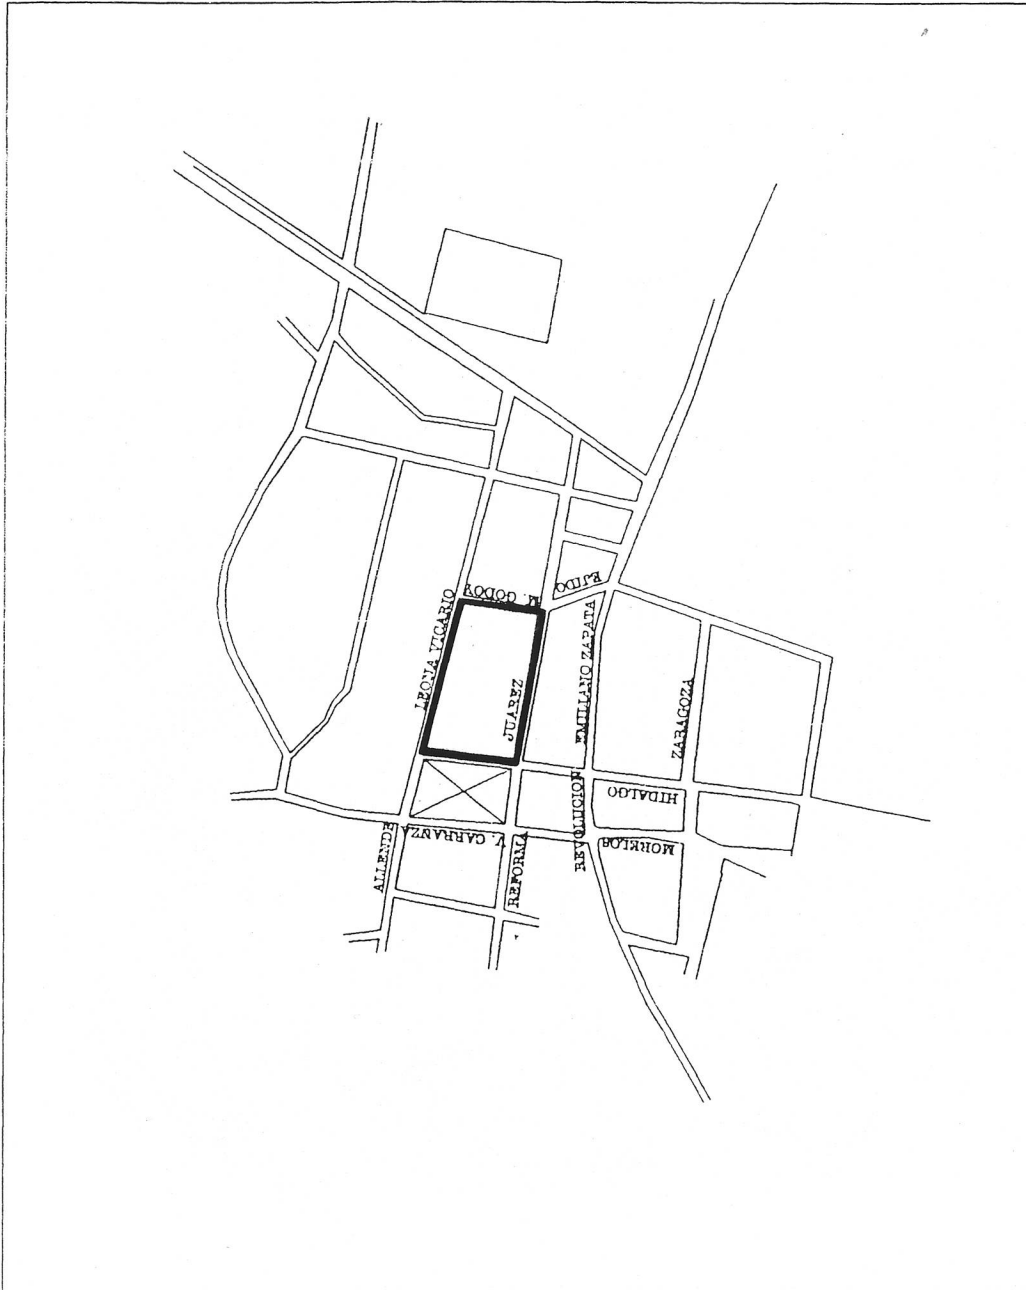 EJIDO
M. GODOY
LEONA VICARIO
JUAREZ
EMILIANO ZAPATA
ZARAGOZA
HIDALGO
REVOLUCION
MORELOS
V. CARRANZA
ALLENDE
REFORMA